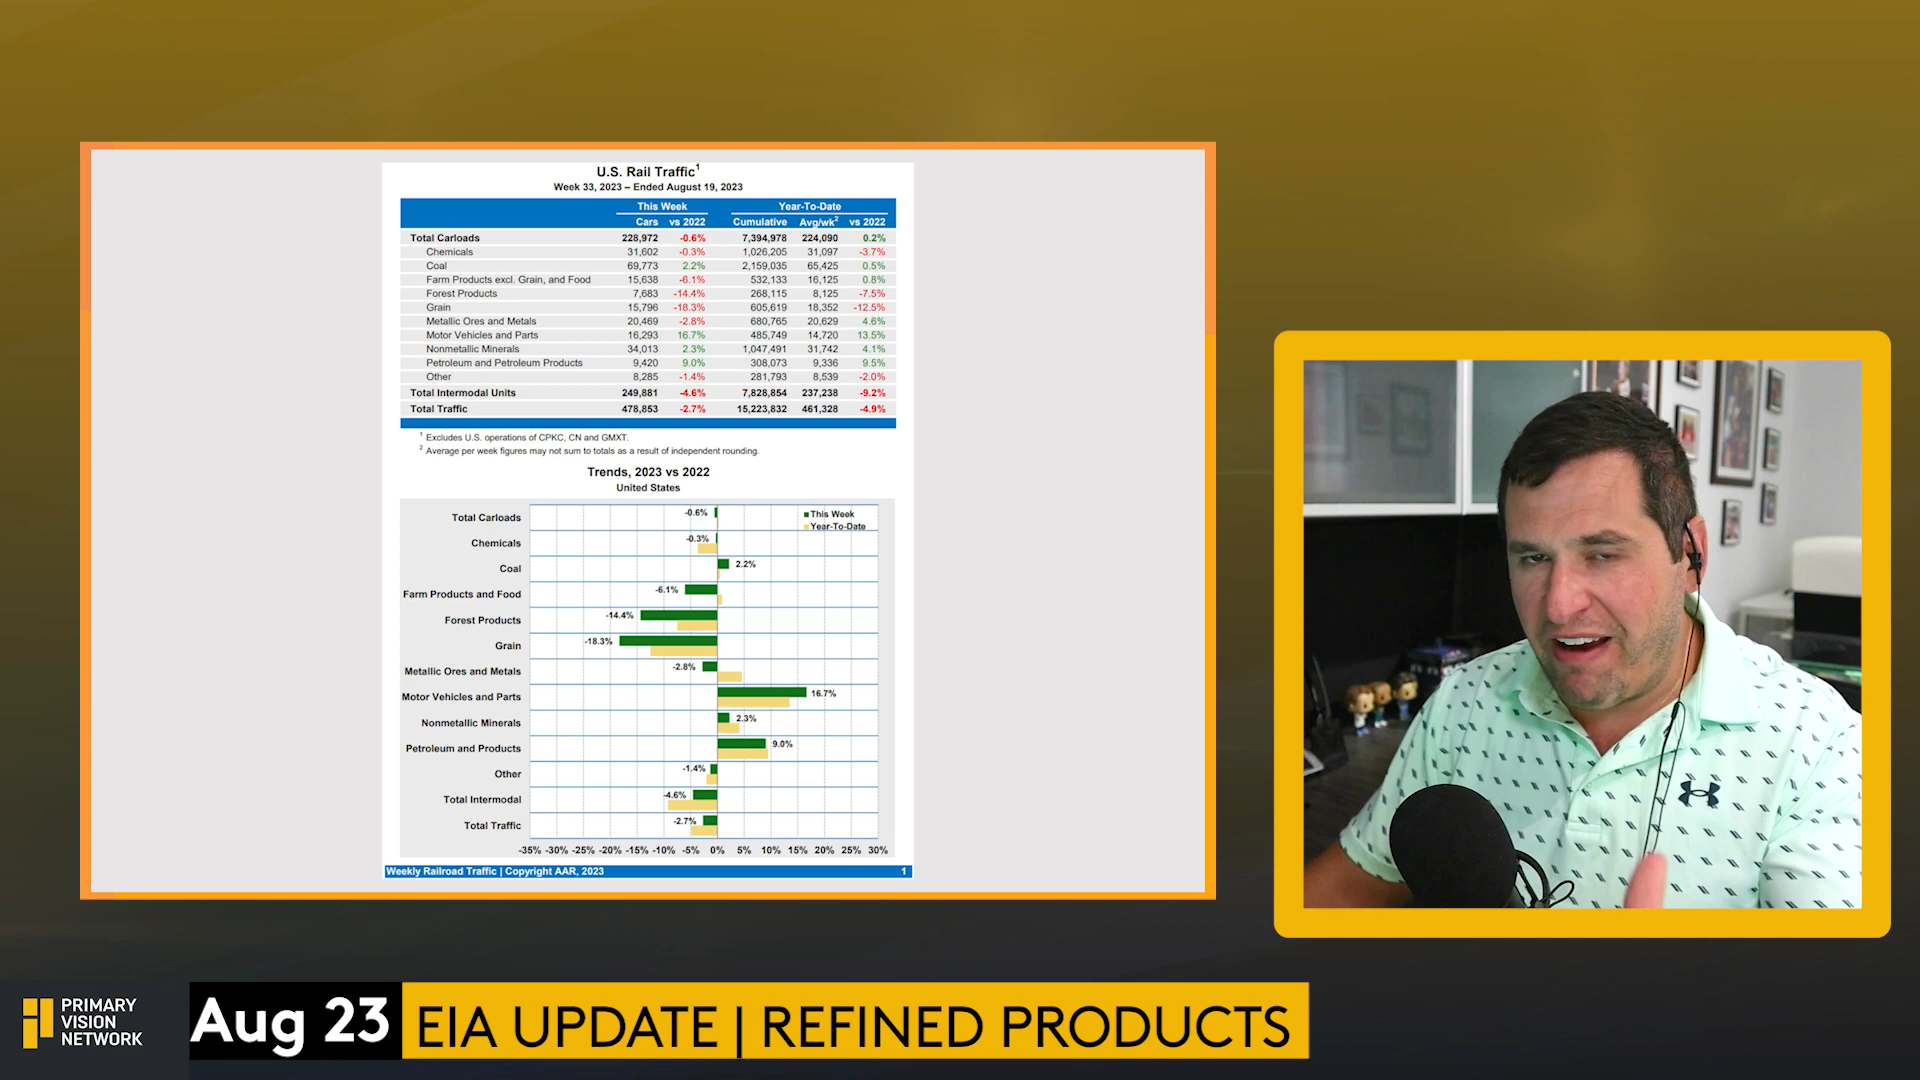 U.S. Rail Traffic¹
Week 33, 2023 – Ended August 19, 2023
This Week Year-To-Date
Cars vs 2022 Cumulative Avg/wk² vs 2022
Total Carloads 228,972 -0.6% 7,394,978 224,090 0.2%
Chemicals 31,602 -0.3% 1,026,205 31,097 -3.7%
Coal 69,773 2.2% 2,159,035 65,425 0.5%
Farm Products excl. Grain, and Food 15,638 -6.1% 532,133 16,125 0.8%
Forest Products 7,683 -14.4% 268,115 8,125 -7.5%
Grain 15,796 -18.3% 605,619 18,352 -12.5%
Metallic Ores and Metals 20,469 -2.8% 680,765 20,629 4.6%
Motor Vehicles and Parts 16,293 16.7% 485,749 14,720 13.5%
Nonmetallic Minerals 34,013 2.3% 1,047,491 31,742 4.1%
Petroleum and Petroleum Products 9,420 9.0% 308,073 9,336 9.5%
Other 8,285 -1.4% 281,793 8,539 -2.0%
Total Intermodal Units 249,881 -4.6% 7,828,854 237,238 -9.2%
Total Traffic 478,853 -2.7% 15,223,832 461,328 -4.9%
¹ Excludes U.S. operations of CPKC, CN and GMXT.
² Average per week figures may not sum to totals as a result of independent rounding.
Trends, 2023 vs 2022
United States
This Week
Year-To-Date
Total Carloads -0.6%
Chemicals -0.3%
Coal 2.2%
Farm Products and Food -6.1%
Forest Products -14.4%
Grain -18.3%
Metallic Ores and Metals -2.8%
Motor Vehicles and Parts 16.7%
Nonmetallic Minerals 2.3%
Petroleum and Products 9.0%
Other -1.4%
Total Intermodal -4.6%
Total Traffic -2.7%
-35% -30% -25% -20% -15% -10% -5% 0% 5% 10% 15% 20% 25% 30%
Weekly Railroad Traffic | Copyright AAR, 2023 1
PRIMARY
VISION
NETWORK
Aug 23
EIA UPDATE | REFINED PRODUCTS